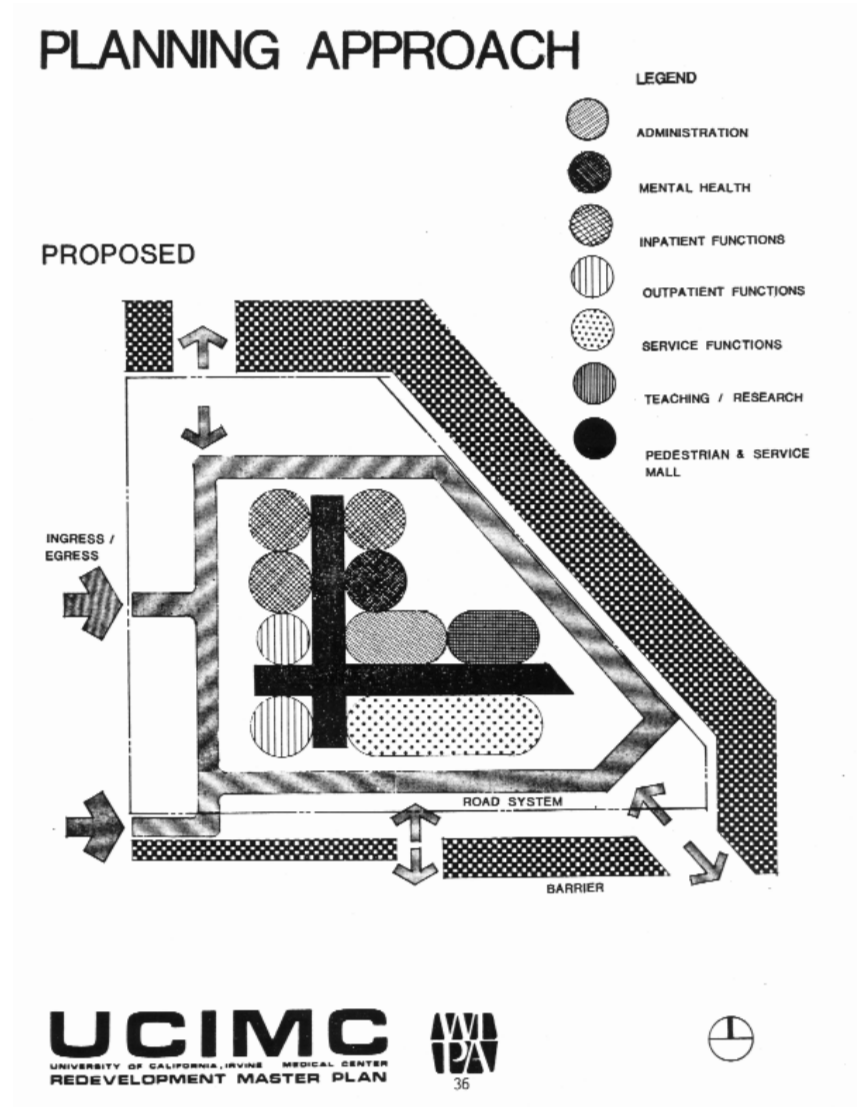 PLANNING APPROACH
LEGEND
ADMINISTRATION
MENTAL HEALTH
INPATIENT FUNCTIONS
OUTPATIENT FUNCTIONS
SERVICE FUNCTIONS
TEACHING / RESEARCH
PEDESTRIAN & SERVICE
MALL
PROPOSED
INGRESS /
EGRESS
ROAD SYSTEM
BARRIER
UCIMC
UNIVERSITY OF CALIFORNIA, IRVINE MEDICAL CENTER
REDEVELOPMENT MASTER PLAN
WPA
36